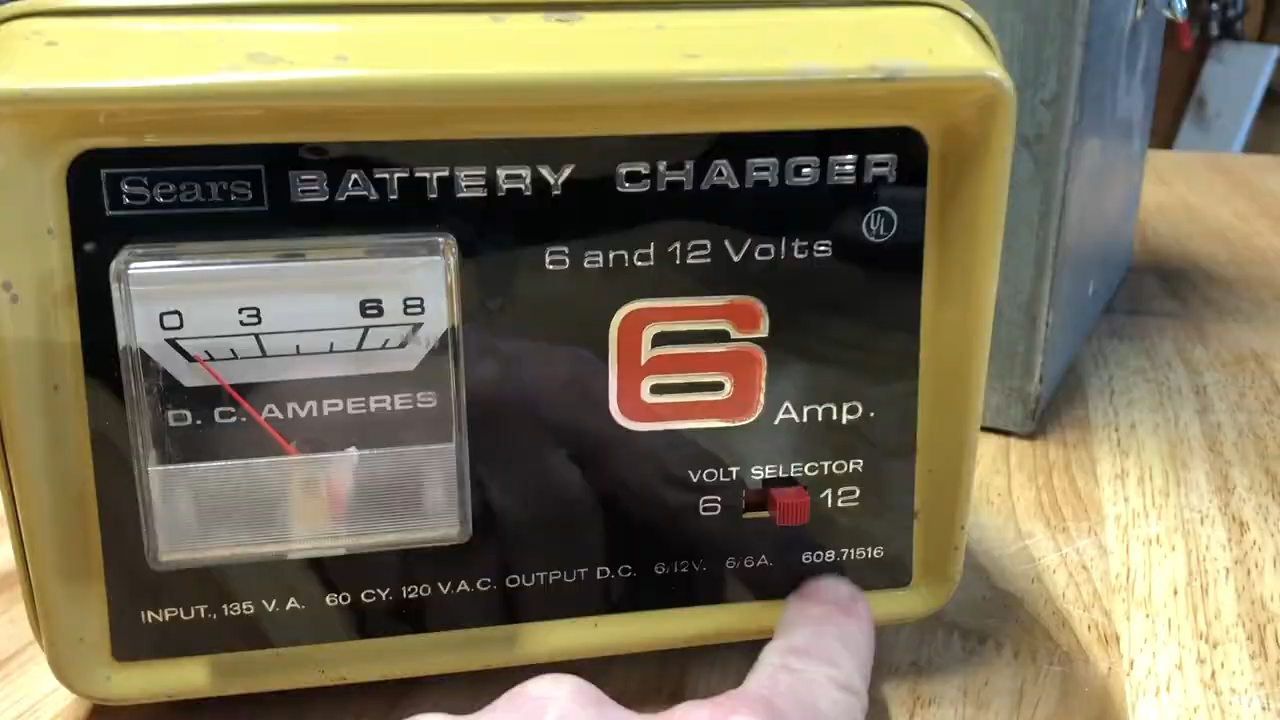 Sears BATTERY CHARGER
UL
6 and 12 Volts
0 3 6 8
D. C. AMPERES
6 Amp.
VOLT SELECTOR
6 12
INPUT., 135 V. A. 60 CY. 120 V.A.C. OUTPUT D.C. 6/12V. 6/6A. 608.71516